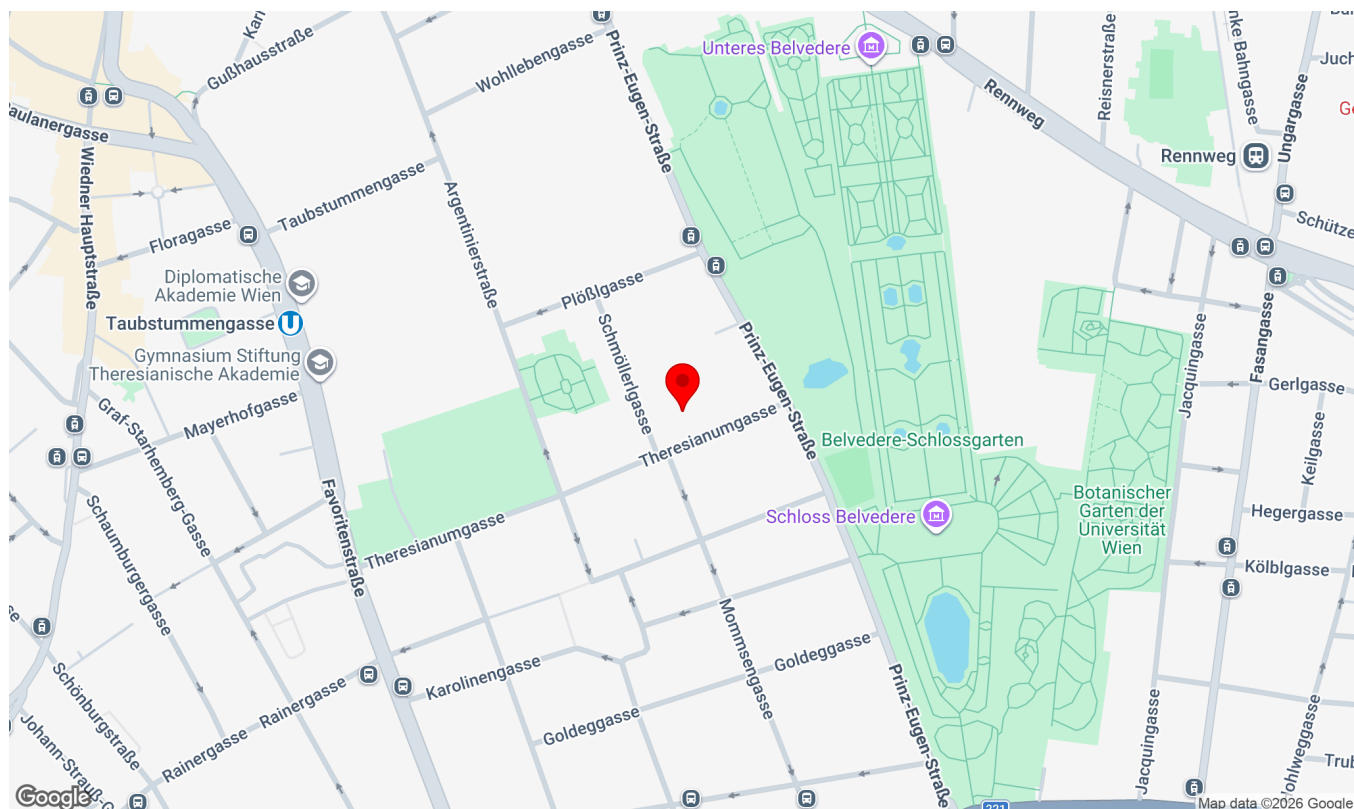 Unteres Belvedere
Gußhausstraße
Wohllebengasse
Prinz-Eugen-Straße
Rennweg
Reisnerstraße
Ungargasse
Rennweg
Wiedner Hauptstraße
Taubstummengasse
Argentinierstraße
Floragasse
Diplomatische
Akademie Wien
Taubstummengasse
Gymnasium Stiftung
Theresianische Akademie
Plößlgasse
Schmöllerlgasse
Prinz-Eugen-Straße
Jacquingasse
Fasangasse
Gerlgasse
Keilgasse
Mayerhofgasse
Graf-Starhemberg-Gasse
Theresianumgasse
Belvedere-Schlossgarten
Schloss Belvedere
Botanischer
Garten der
Universität
Wien
Hegergasse
Kölblgasse
Favoritenstraße
Theresianumgasse
Schaumburgergasse
Mommsengasse
Goldeggasse
Karolinengasse
Rainergasse
Goldeggasse
Schönburgstraße
Rainergasse
Prinz-Eugen-Straße
Jacquingasse
Google
Map data ©2026 Google